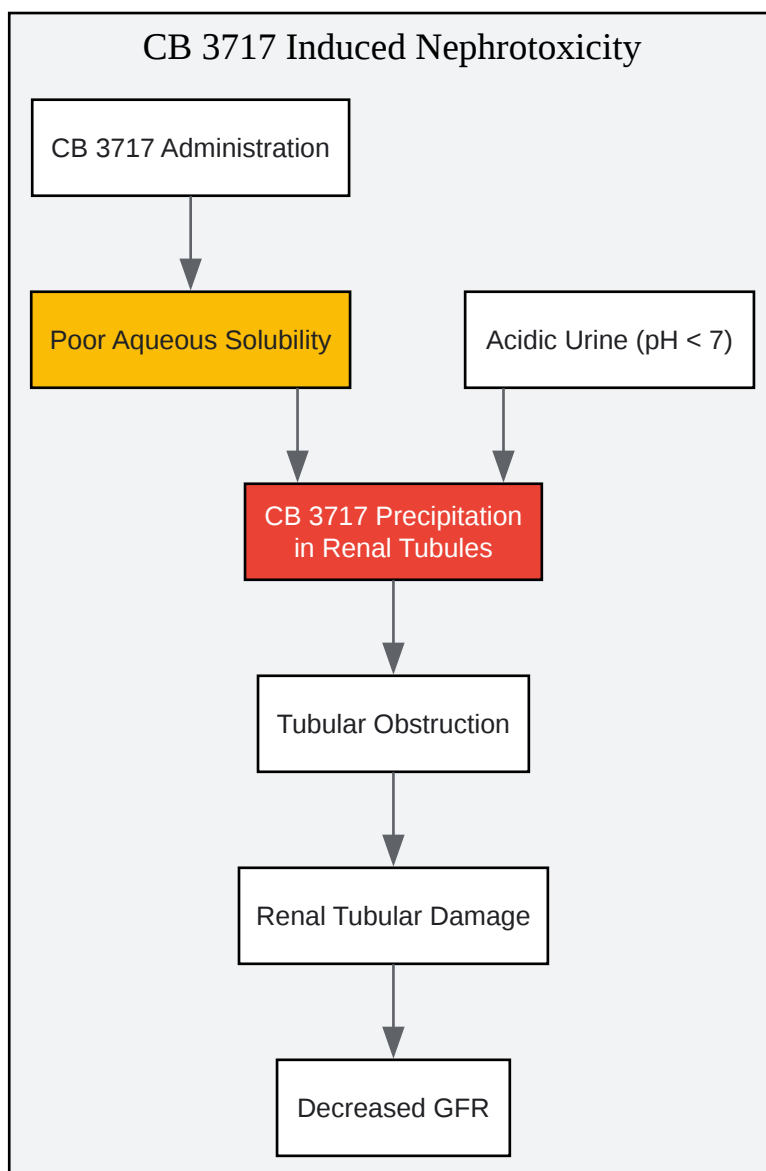 CB 3717 Induced Nephrotoxicity
CB 3717 Administration
Poor Aqueous Solubility
Acidic Urine (pH < 7)
CB 3717 Precipitation
in Renal Tubules
Tubular Obstruction
Renal Tubular Damage
Decreased GFR